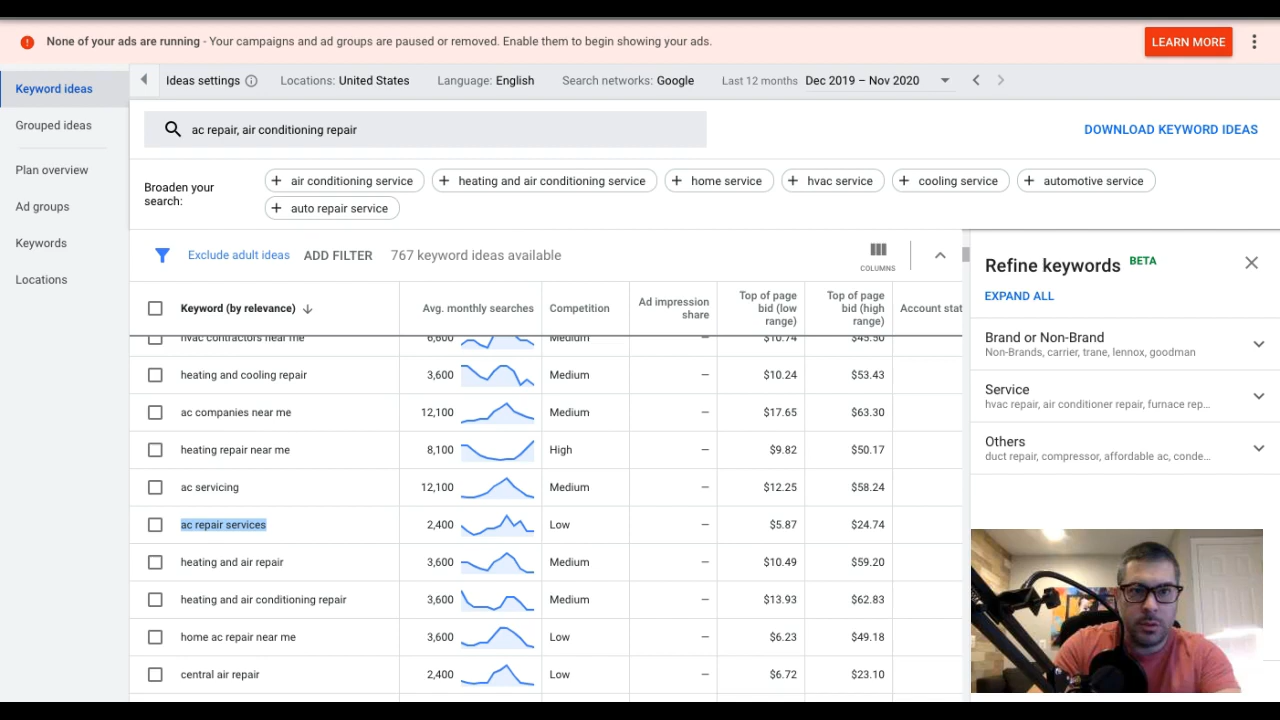 None of your ads are running - Your campaigns and ad groups are paused or removed. Enable them to begin showing your ads.
LEARN MORE
Keyword ideas
Grouped ideas
Plan overview
Ad groups
Keywords
Locations
Ideas settings
Locations: United States
Language: English
Search networks: Google
Last 12 months Dec 2019 – Nov 2020
ac repair, air conditioning repair
DOWNLOAD KEYWORD IDEAS
Broaden your search:
+ air conditioning service
+ heating and air conditioning service
+ home service
+ hvac service
+ cooling service
+ automotive service
+ auto repair service
Exclude adult ideas
ADD FILTER
767 keyword ideas available
COLUMNS
Keyword (by relevance)
Avg. monthly searches
Competition
Ad impression share
Top of page bid (low range)
Top of page bid (high range)
Account stat
hvac contractors near me 6,600 Medium – $10.74 $45.50
heating and cooling repair 3,600 Medium – $10.24 $53.43
ac companies near me 12,100 Medium – $17.65 $63.30
heating repair near me 8,100 High – $9.82 $50.17
ac servicing 12,100 Medium – $12.25 $58.24
ac repair services 2,400 Low – $5.87 $24.74
heating and air repair 3,600 Medium – $10.49 $59.20
heating and air conditioning repair 3,600 Medium – $13.93 $62.83
home ac repair near me 3,600 Low – $6.23 $49.18
central air repair 2,400 Low – $6.72 $23.10
Refine keywords BETA
EXPAND ALL
Brand or Non-Brand
Non-Brands, carrier, trane, lennox, goodman
Service
hvac repair, air conditioner repair, furnace rep...
Others
duct repair, compressor, affordable ac, conde...